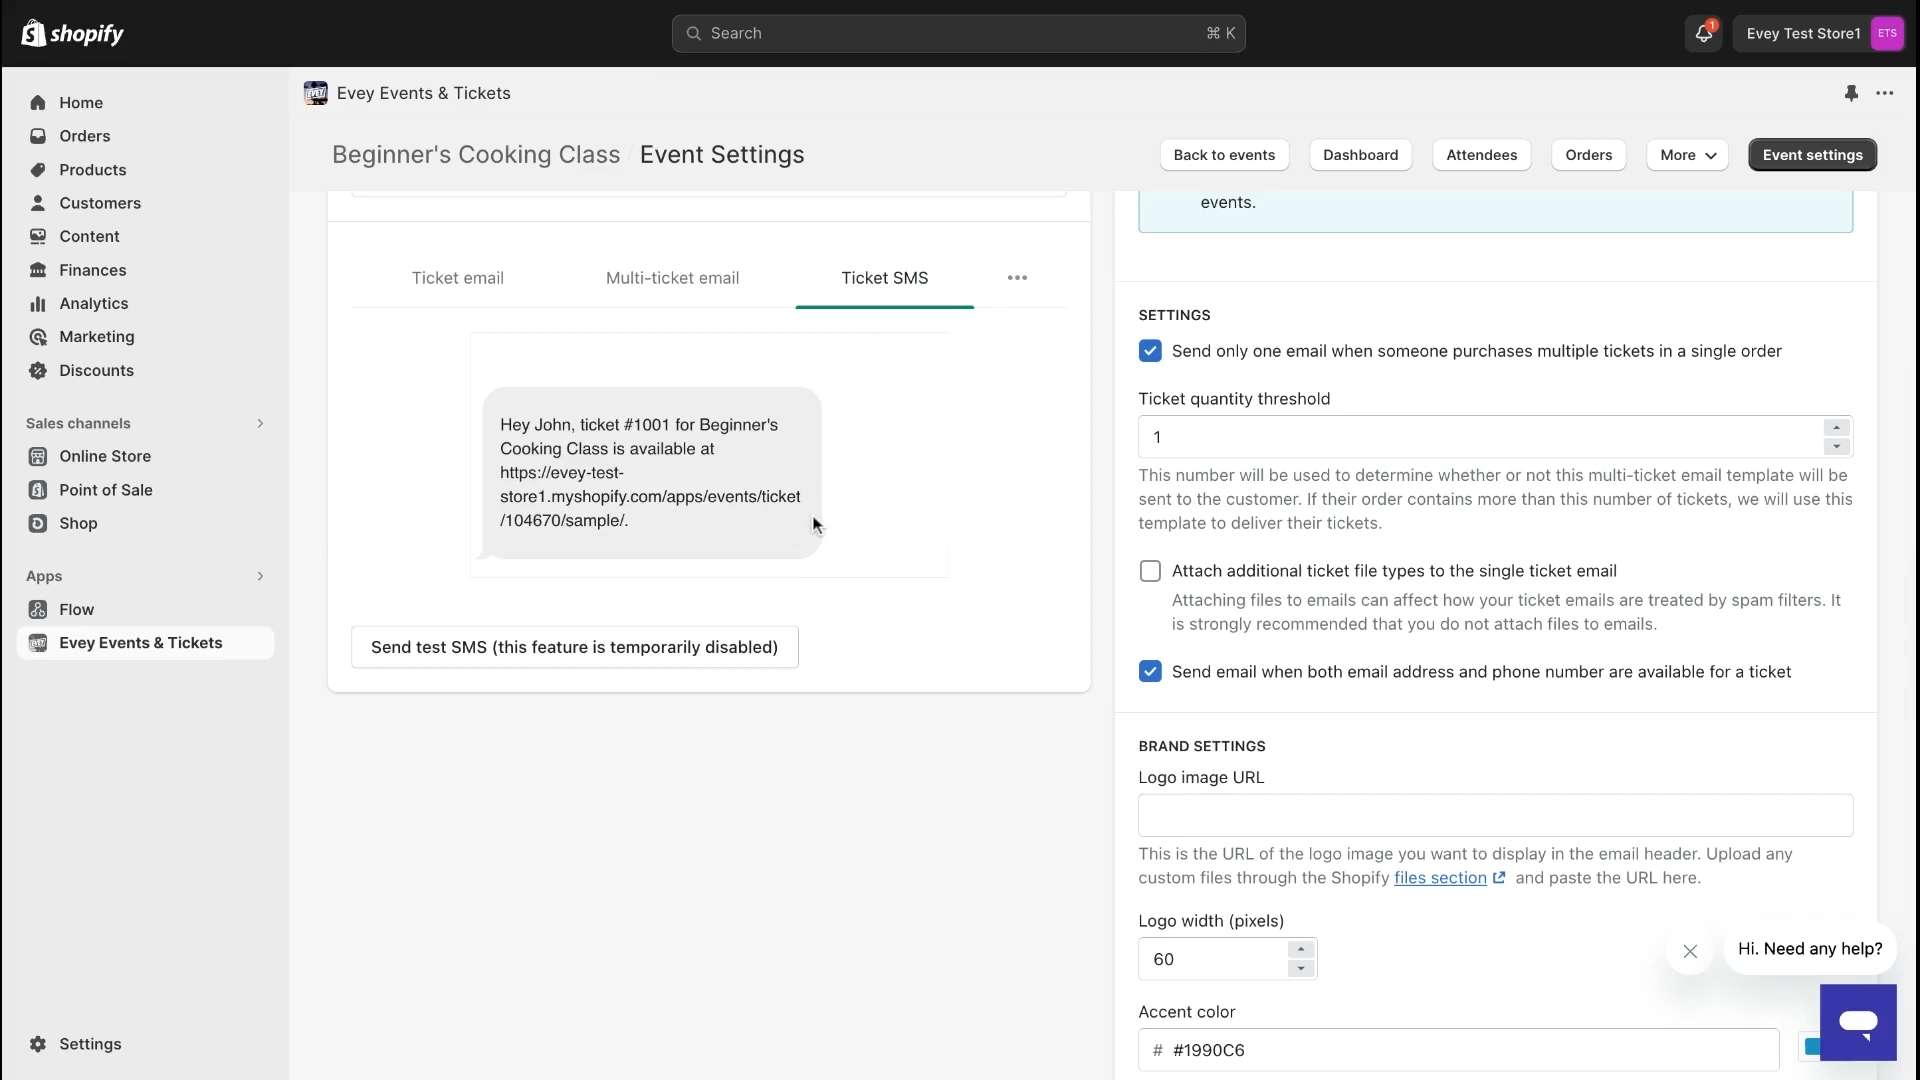 shopify
Search
⌘ K
1
Evey Test Store1
ETS
Home
Orders
Products
Customers
Content
Finances
Analytics
Marketing
Discounts
Sales channels
Online Store
Point of Sale
Shop
Apps
Flow
Evey Events & Tickets
Settings
Evey Events & Tickets
Beginner's Cooking Class
Event Settings
Back to events
Dashboard
Attendees
Orders
More
Event settings
Ticket email
Multi-ticket email
Ticket SMS
Hey John, ticket #1001 for Beginner's
Cooking Class is available at
https://evey-test-
store1.myshopify.com/apps/events/ticket
/104670/sample/.
Send test SMS (this feature is temporarily disabled)
events.
SETTINGS
Send only one email when someone purchases multiple tickets in a single order
Ticket quantity threshold
1
This number will be used to determine whether or not this multi-ticket email template will be
sent to the customer. If their order contains more than this number of tickets, we will use this
template to deliver their tickets.
Attach additional ticket file types to the single ticket email
Attaching files to emails can affect how your ticket emails are treated by spam filters. It
is strongly recommended that you do not attach files to emails.
Send email when both email address and phone number are available for a ticket
BRAND SETTINGS
Logo image URL
This is the URL of the logo image you want to display in the email header. Upload any
custom files through the Shopify files section and paste the URL here.
Logo width (pixels)
60
Accent color
# #1990C6
Hi. Need any help?